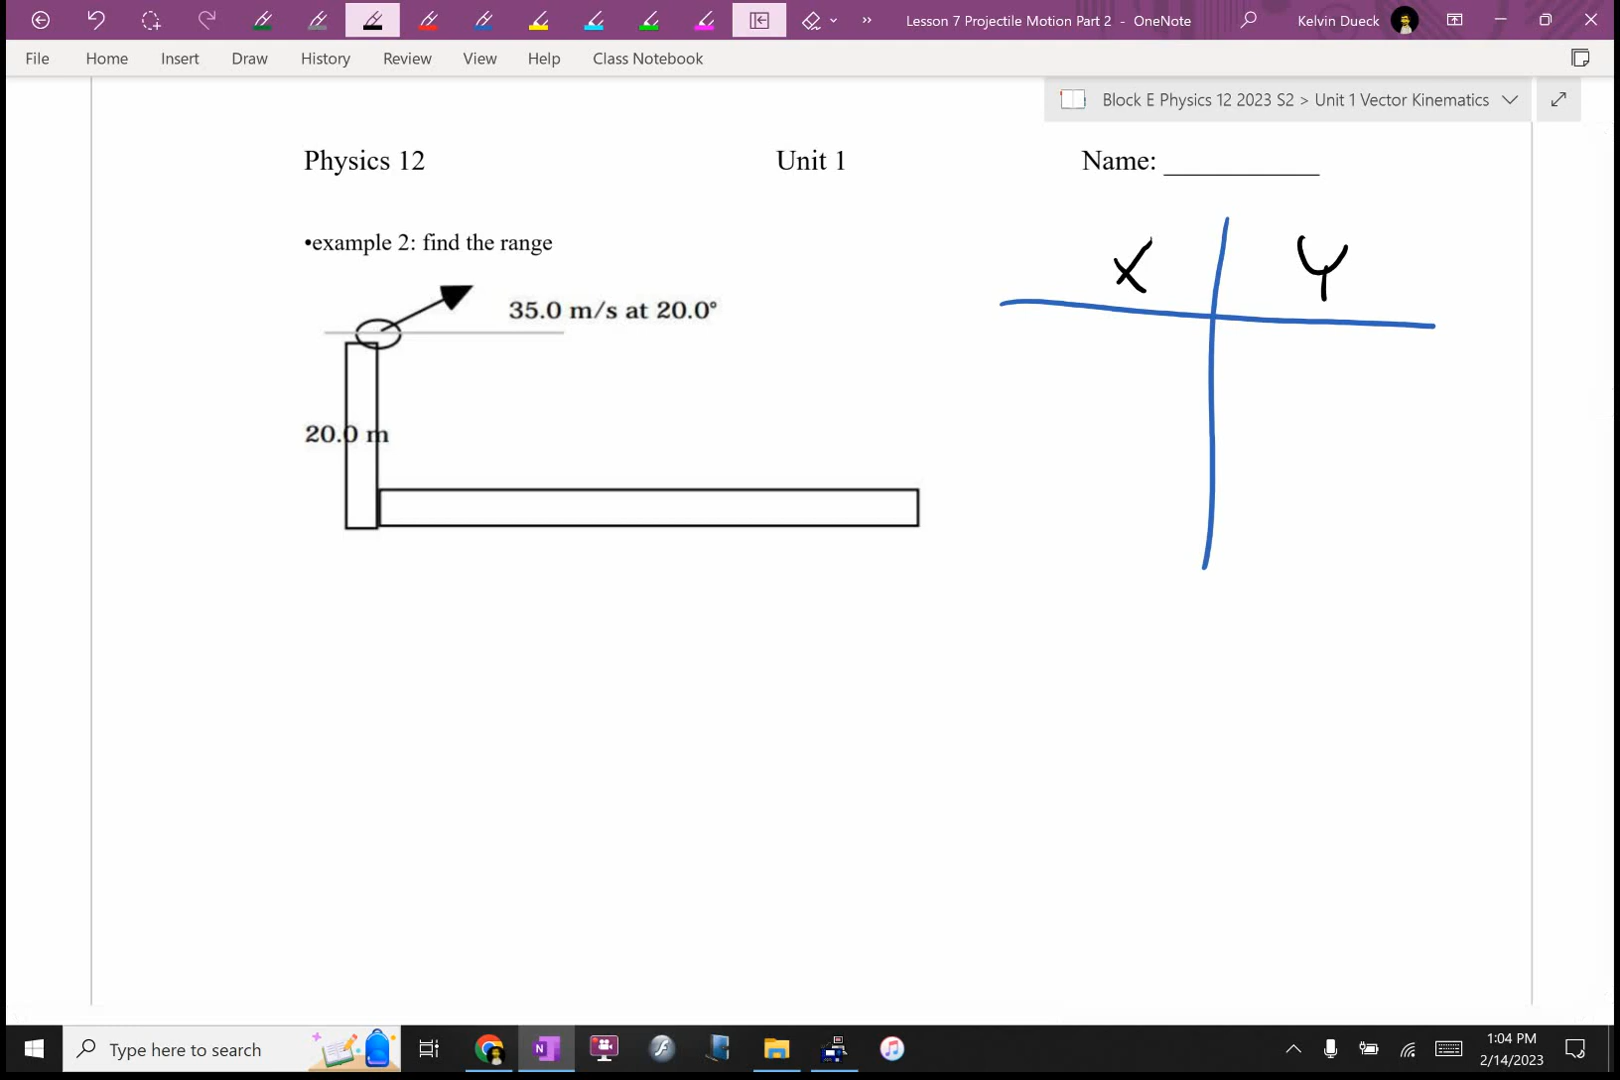 Lesson 7 Projectile Motion Part 2 - OneNote
Kelvin Dueck
File Home Insert Draw History Review View Help Class Notebook
Block E Physics 12 2023 S2 > Unit 1 Vector Kinematics
Physics 12 Unit 1 Name: ___________
•example 2: find the range
X Y
35.0 m/s at 20.0°
20.0 m
Type here to search
1:04 PM
2/14/2023